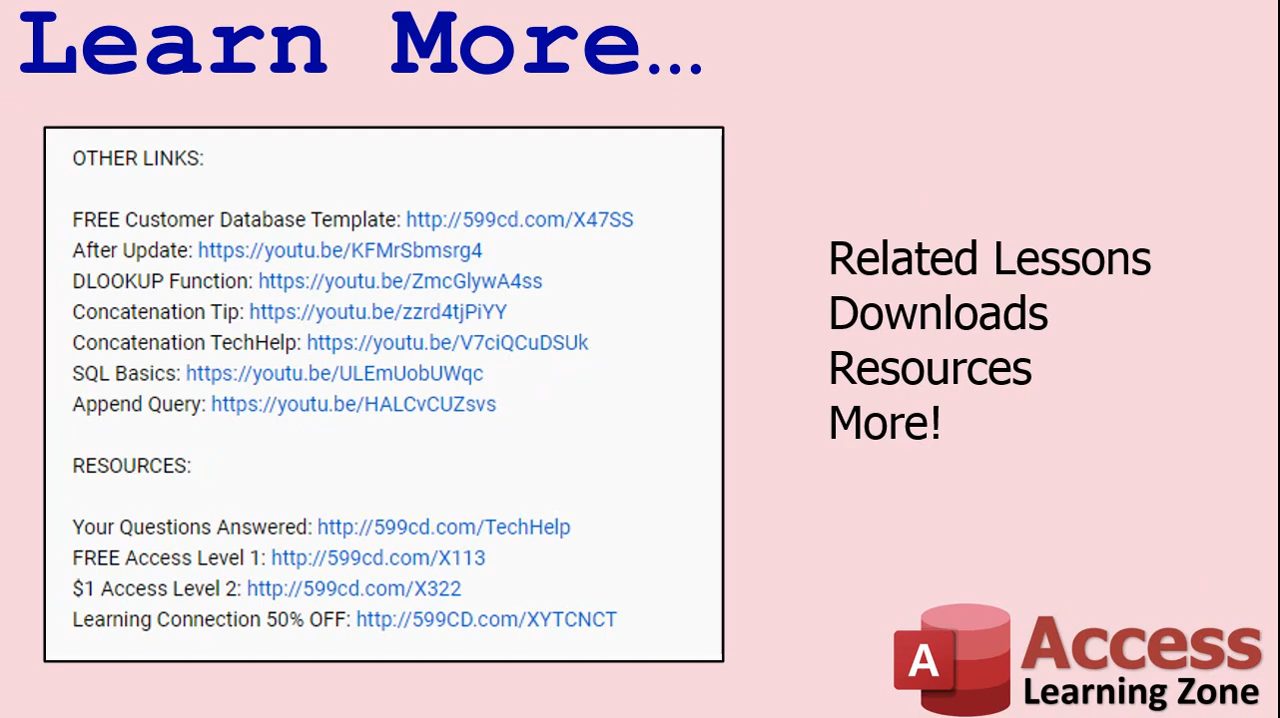 Learn More...
OTHER LINKS:
FREE Customer Database Template: http://599cd.com/X47SS
After Update: https://youtu.be/KFMrSbmsrg4
DLOOKUP Function: https://youtu.be/ZmcGlywA4ss
Concatenation Tip: https://youtu.be/zzrd4tjPiYY
Concatenation TechHelp: https://youtu.be/V7ciQCuDSUk
SQL Basics: https://youtu.be/ULEmUobUWqc
Append Query: https://youtu.be/HALCvCUZsvs
RESOURCES:
Your Questions Answered: http://599cd.com/TechHelp
FREE Access Level 1: http://599cd.com/X113
$1 Access Level 2: http://599cd.com/X322
Learning Connection 50% OFF: http://599CD.com/XYTCNCT
Related Lessons
Downloads
Resources
More!
A
Access
Learning Zone